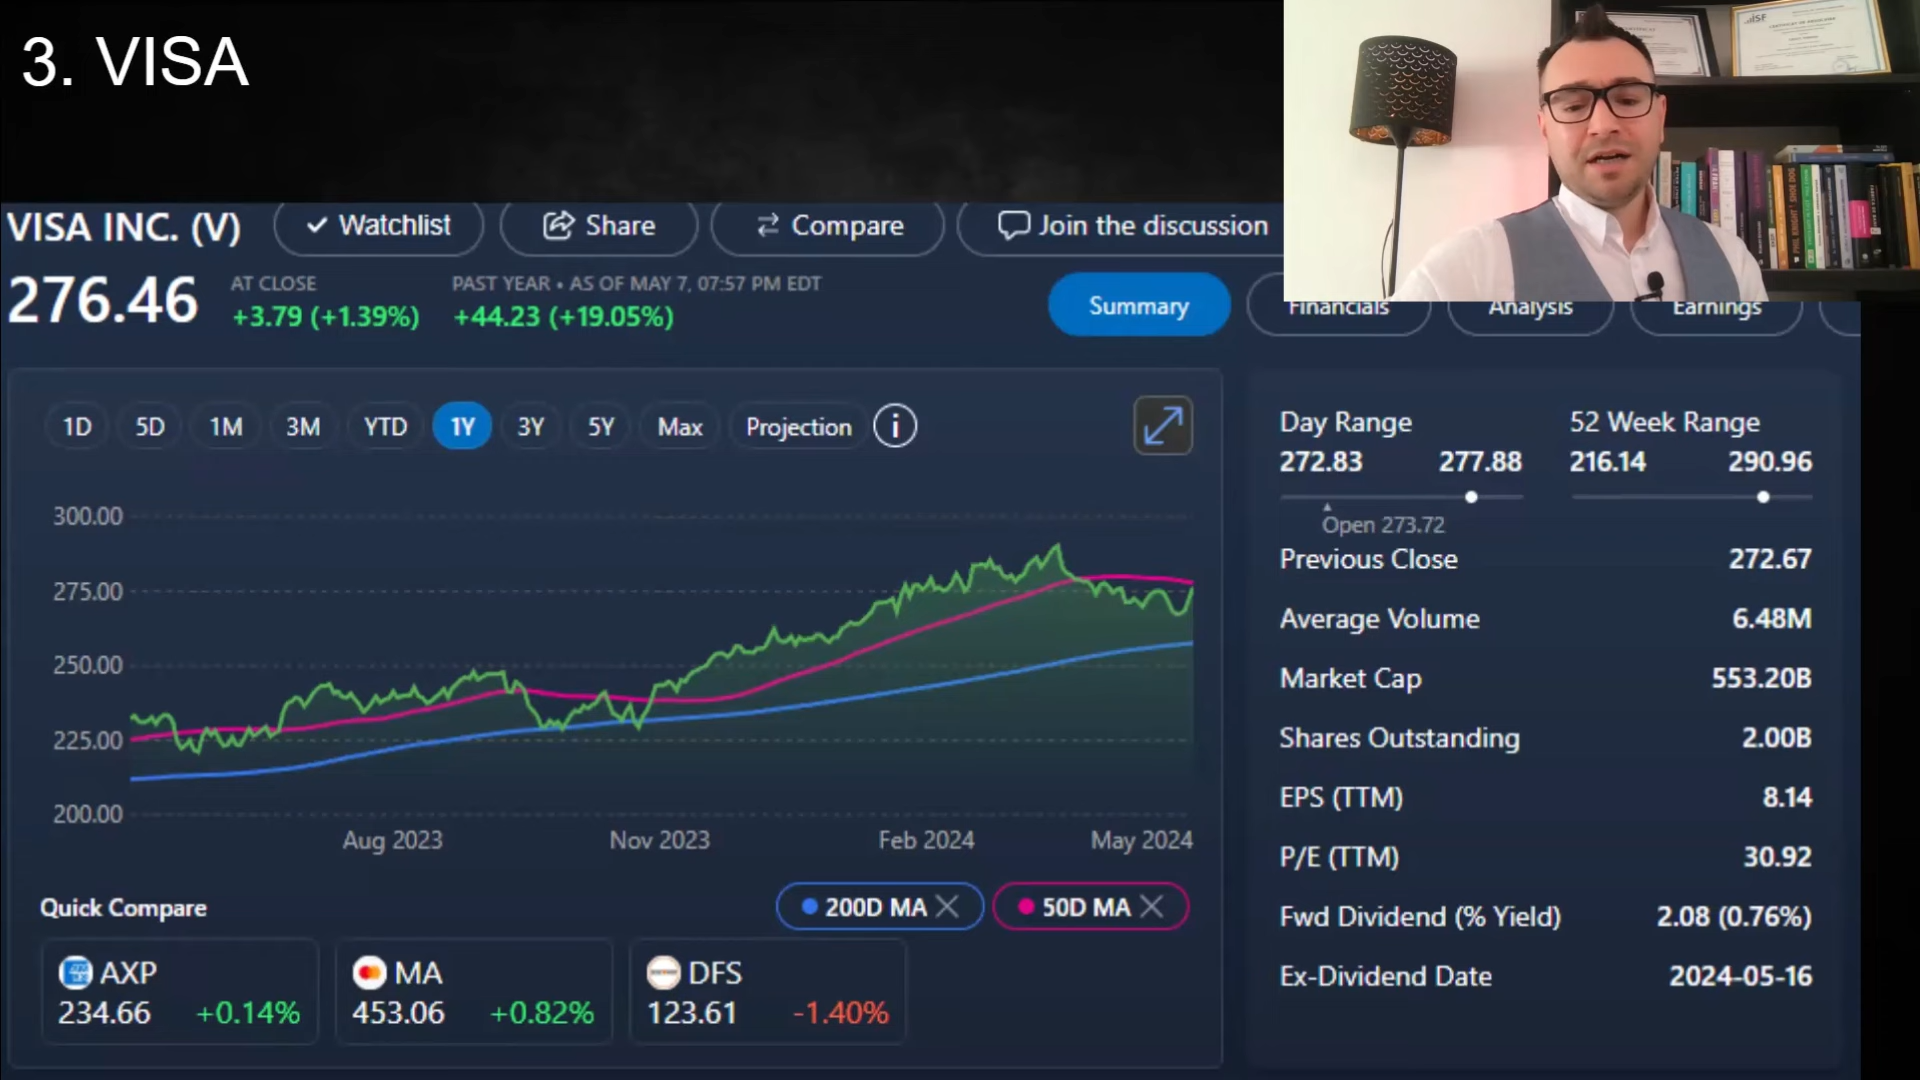 3. VISA
VISA INC. (V)
Watchlist
Share
Compare
Join the discussion
276.46
AT CLOSE
+3.79 (+1.39%)
PAST YEAR • AS OF MAY 7, 07:57 PM EDT
+44.23 (+19.05%)
Summary
Financials
Analysis
Earnings
1D 5D 1M 3M YTD 1Y 3Y 5Y Max Projection i
300.00
275.00
250.00
225.00
200.00
Aug 2023 Nov 2023 Feb 2024 May 2024
Quick Compare
200D MA
50D MA
AXP
234.66 +0.14%
MA
453.06 +0.82%
DFS
123.61 -1.40%
Day Range
272.83 277.88
Open 273.72
52 Week Range
216.14 290.96
Previous Close 272.67
Average Volume 6.48M
Market Cap 553.20B
Shares Outstanding 2.00B
EPS (TTM) 8.14
P/E (TTM) 30.92
Fwd Dividend (% Yield) 2.08 (0.76%)
Ex-Dividend Date 2024-05-16
PHIL KNIGHT SHOE DOG